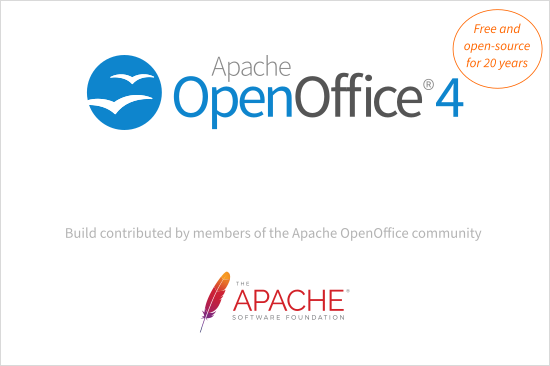 Free and
open-source
for 20 years
Apache
OpenOffice® 4
Build contributed by members of the Apache OpenOffice community
THE
APACHE®
SOFTWARE FOUNDATION